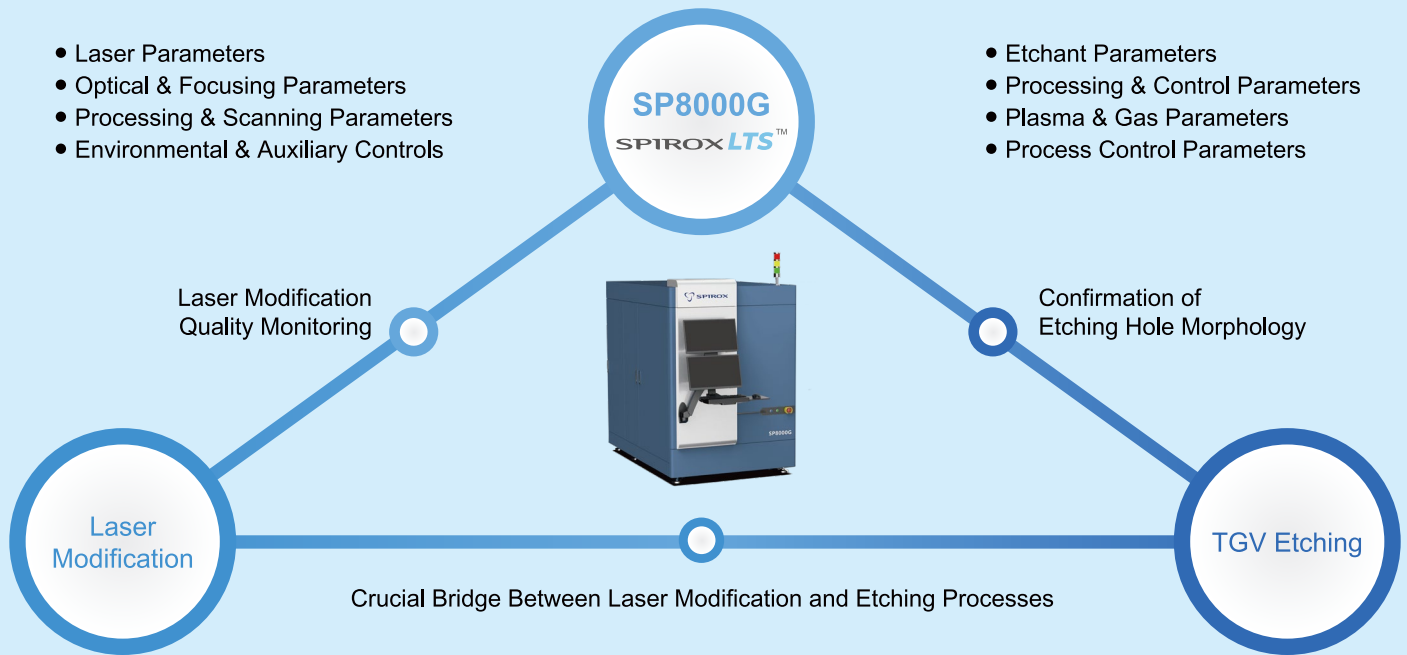 • Laser Parameters
• Optical & Focusing Parameters
• Processing & Scanning Parameters
• Environmental & Auxiliary Controls
SP8000G
SPIROX LTS™
• Etchant Parameters
• Processing & Control Parameters
• Plasma & Gas Parameters
• Process Control Parameters
Laser Modification
Quality Monitoring
SPIROX
SP8000G
Confirmation of
Etching Hole Morphology
Laser
Modification
TGV Etching
Crucial Bridge Between Laser Modification and Etching Processes